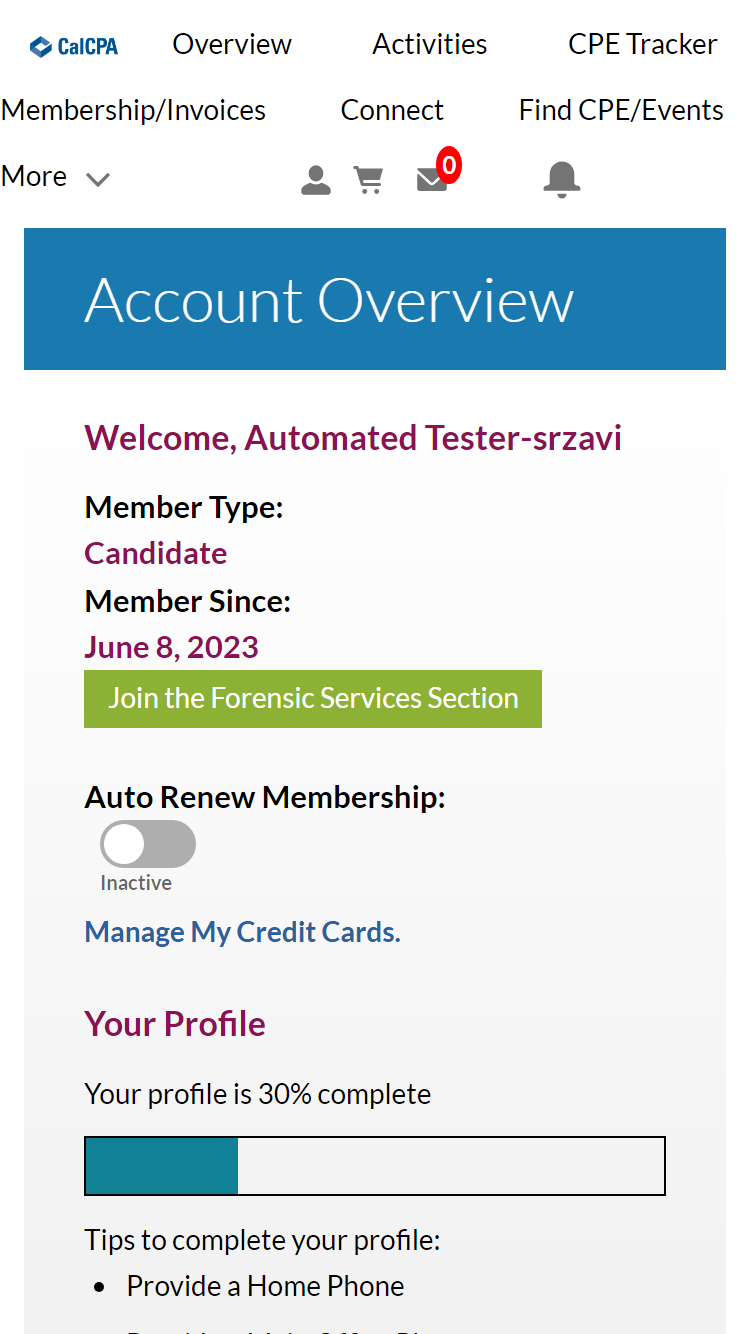 CalCPA Overview Activities CPE Tracker
Membership/Invoices Connect Find CPE/Events
More 0
Account Overview
Welcome, Automated Tester-srzavi
Member Type:
Candidate
Member Since:
June 8, 2023
Join the Forensic Services Section
Auto Renew Membership:
Inactive
Manage My Credit Cards.
Your Profile
Your profile is 30% complete
Tips to complete your profile:
Provide a Home Phone